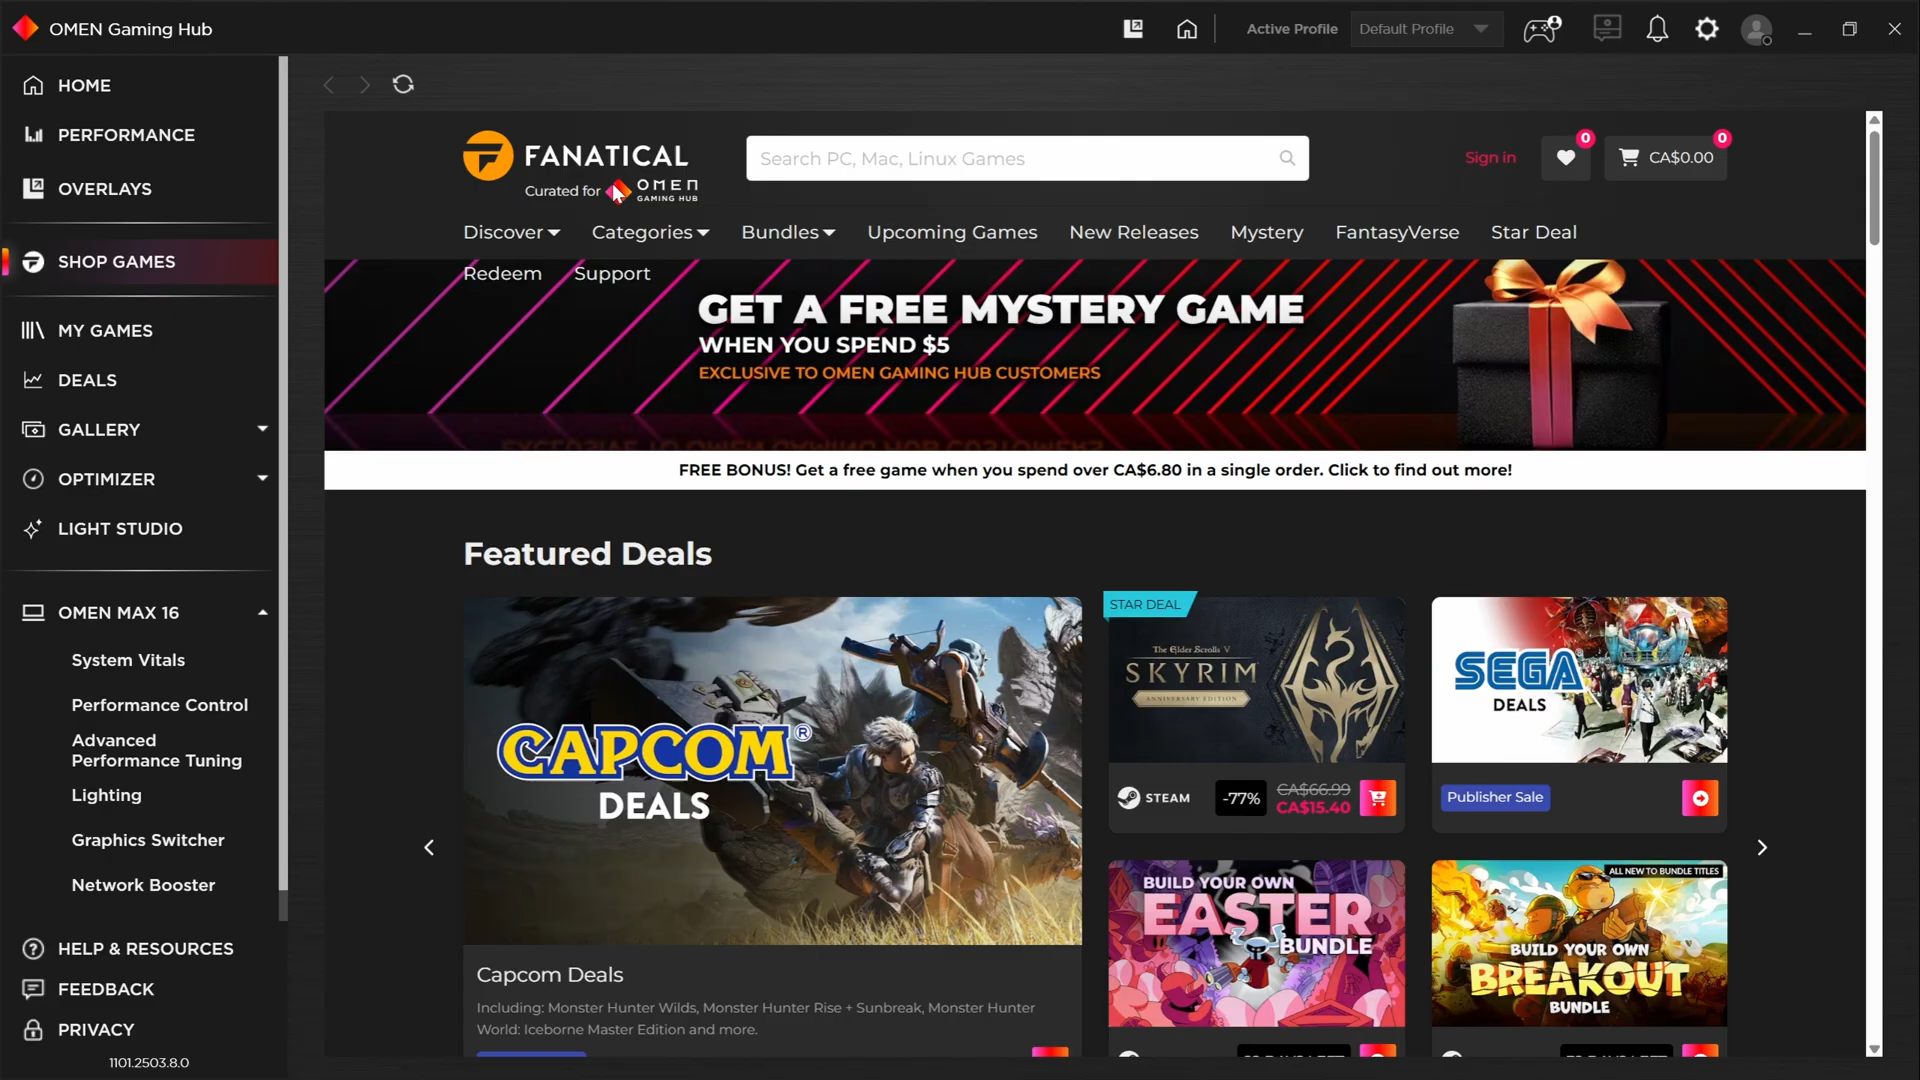 OMEN Gaming Hub
Active Profile
Default Profile
HOME
PERFORMANCE
OVERLAYS
SHOP GAMES
MY GAMES
DEALS
GALLERY
OPTIMIZER
LIGHT STUDIO
OMEN MAX 16
System Vitals
Performance Control
Advanced
Performance Tuning
Lighting
Graphics Switcher
Network Booster
HELP & RESOURCES
FEEDBACK
PRIVACY
1101.2503.8.0
FANATICAL
Curated for OMEN
GAMING HUB
Search PC, Mac, Linux Games
Sign in
0
0
CA$0.00
Discover
Categories
Bundles
Upcoming Games
New Releases
Mystery
FantasyVerse
Star Deal
Redeem
Support
GET A FREE MYSTERY GAME
WHEN YOU SPEND $5
EXCLUSIVE TO OMEN GAMING HUB CUSTOMERS
FREE BONUS! Get a free game when you spend over CA$6.80 in a single order. Click to find out more!
Featured Deals
CAPCOM®
DEALS
Capcom Deals
Including: Monster Hunter Wilds, Monster Hunter Rise + Sunbreak, Monster Hunter
World: Iceborne Master Edition and more.
STAR DEAL
The Elder Scrolls V
SKYRIM
ANNIVERSARY EDITION
STEAM
-77%
CA$66.99
CA$15.40
SEGA
DEALS
Publisher Sale
BUILD YOUR OWN
EASTER
BUNDLE
ALL NEW TO BUNDLE TITLES
BUILD YOUR OWN
BREAKOUT
BUNDLE